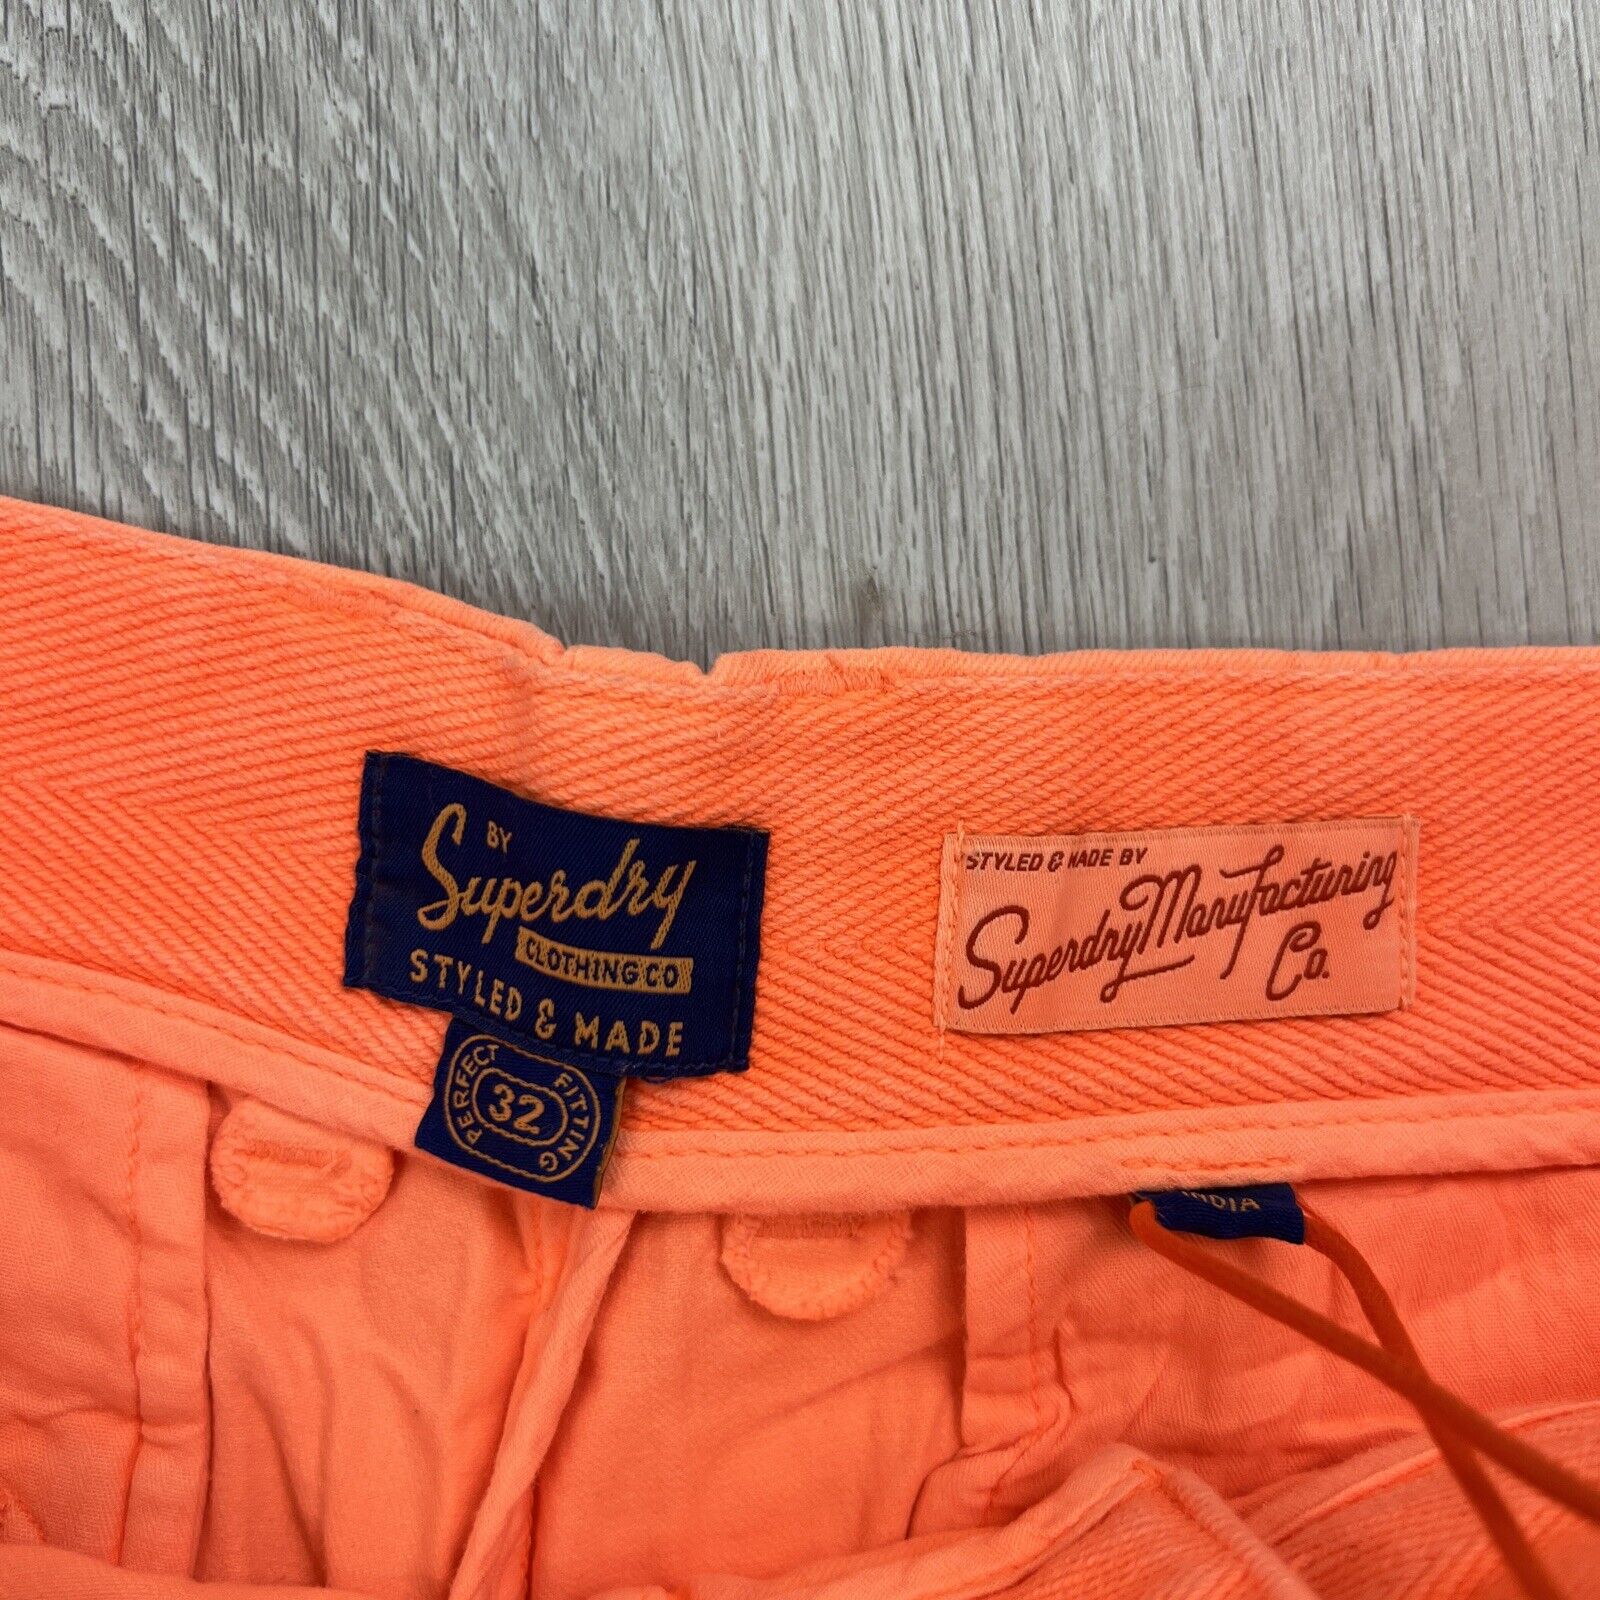 BY
Superdry
CLOTHING CO
STYLED & MADE
PERFECT FITTING
32
STYLED & MADE BY
Superdry Manufacturing
Co.
INDIA